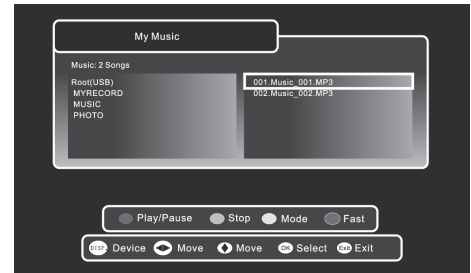 My Music
Music: 2 Songs
Root(USB)
MYRECORD
MUSIC
PHOTO
001.Music_001.MP3
002.Music_002.MP3
Play/Pause Stop Mode Fast
DISP. Device Move Move OK Select Exit Exit